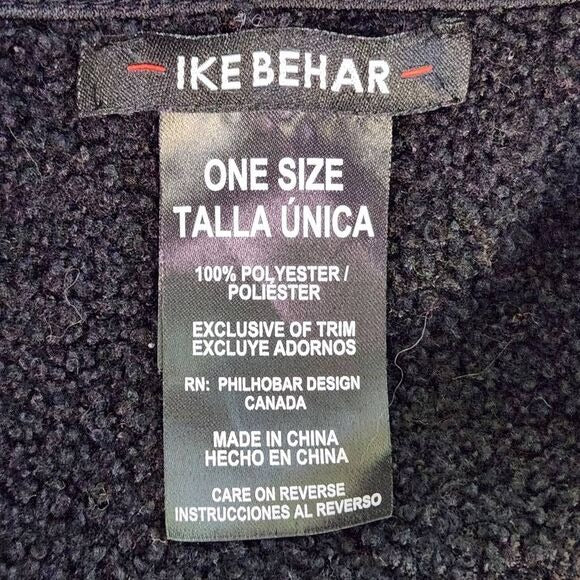 IKE BEHAR
ONE SIZE
TALLA ÚNICA
100% POLYESTER /
POLIÉSTER
EXCLUSIVE OF TRIM
EXCLUYE ADORNOS
RN: PHILHOBAR DESIGN
CANADA
MADE IN CHINA
HECHO EN CHINA
CARE ON REVERSE
INSTRUCCIONES AL REVERSO